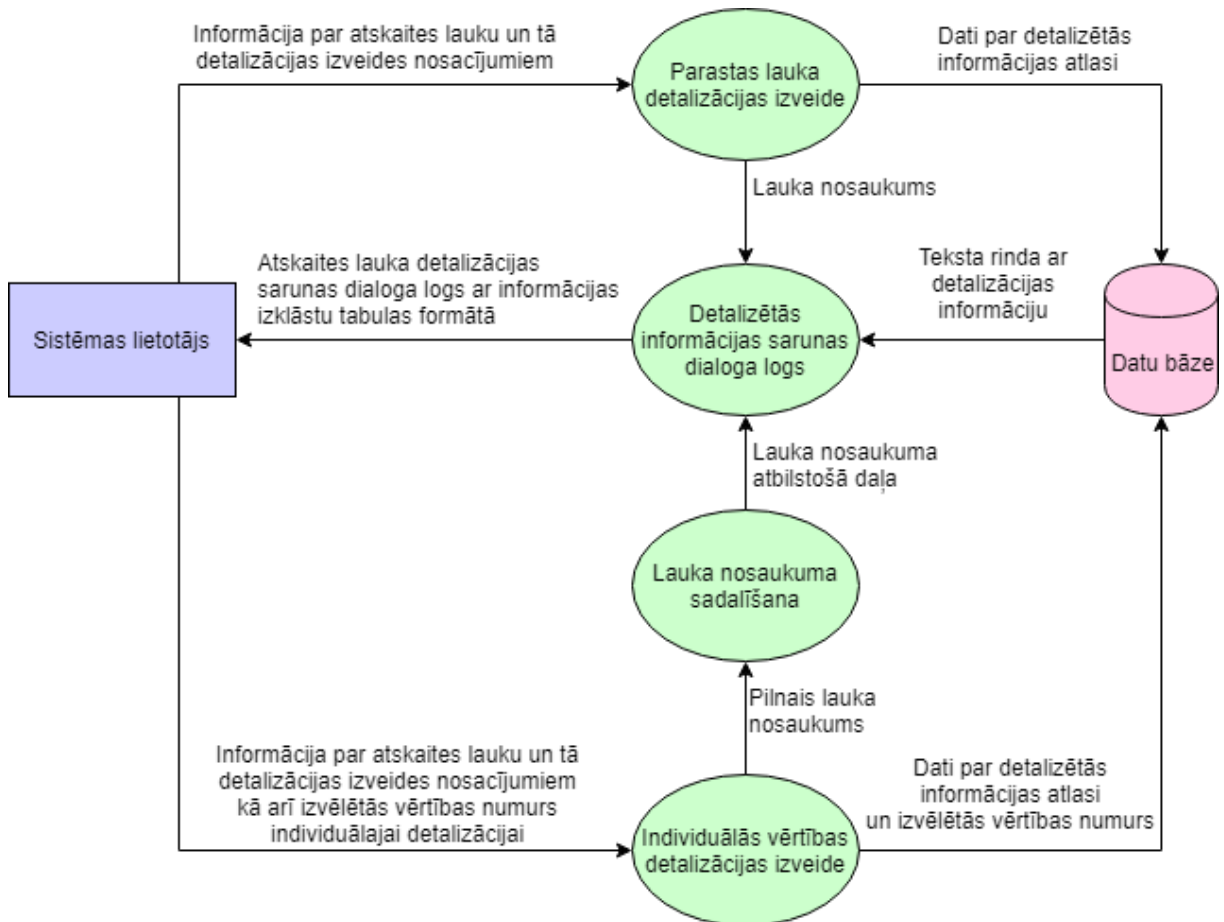 Informācija par atskaites lauku un tā
detalizācijas izveides nosacījumiem
Parastas lauka
detalizācijas izveide
Dati par detalizētās
informācijas atlasi
Lauka nosaukums
Atskaites lauka detalizācijas
sarunas dialoga logs ar informācijas
izklāstu tabulas formātā
Teksta rinda ar
detalizācijas
informāciju
Sistēmas lietotājs
Detalizētās
informācijas sarunas
dialoga logs
Datu bāze
Lauka nosaukuma
atbilstošā daļa
Lauka nosaukuma
sadalīšana
Pilnais lauka
nosaukums
Informācija par atskaites lauku un tā
detalizācijas izveides nosacījumiem
kā arī izvēlētās vērtības numurs
individuālajai detalizācijai
Individuālās vērtības
detalizācijas izveide
Dati par detalizētās
informācijas atlasi
un izvēlētās vērtības numurs